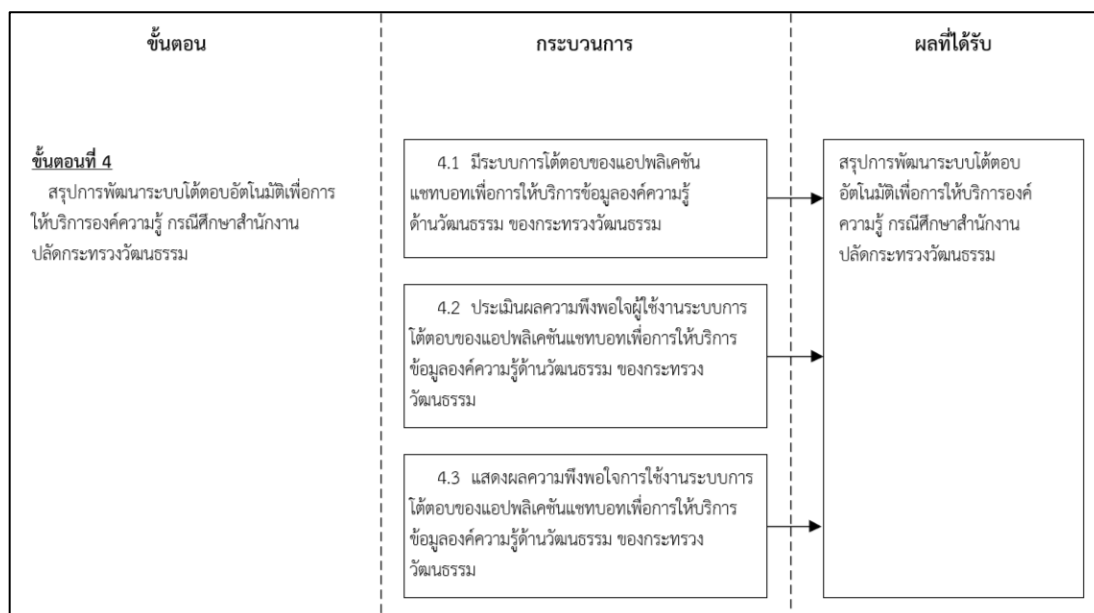 ขั้นตอน
กระบวนการ
ผลที่ได้รับ
ขั้นตอนที่ 4
สรุปการพัฒนาระบบโต้ตอบอัตโนมัติเพื่อการ
ให้บริการองค์ความรู้ กรณีศึกษาสำนักงาน
ปลัดกระทรวงวัฒนธรรม
4.1 มีระบบการโต้ตอบของแอปพลิเคชัน
แชทบอทเพื่อการให้บริการข้อมูลองค์ความรู้
ด้านวัฒนธรรม ของกระทรวงวัฒนธรรม
4.2 ประเมินผลความพึงพอใจผู้ใช้งานระบบการ
โต้ตอบของแอปพลิเคชันแชทบอทเพื่อการให้บริการ
ข้อมูลองค์ความรู้ด้านวัฒนธรรม ของกระทรวง
วัฒนธรรม
4.3 แสดงผลความพึงพอใจการใช้งานระบบการ
โต้ตอบของแอปพลิเคชันแชทบอทเพื่อการให้บริการ
ข้อมูลองค์ความรู้ด้านวัฒนธรรม ของกระทรวง
วัฒนธรรม
สรุปการพัฒนาระบบโต้ตอบ
อัตโนมัติเพื่อการให้บริการองค์
ความรู้ กรณีศึกษาสำนักงาน
ปลัดกระทรวงวัฒนธรรม